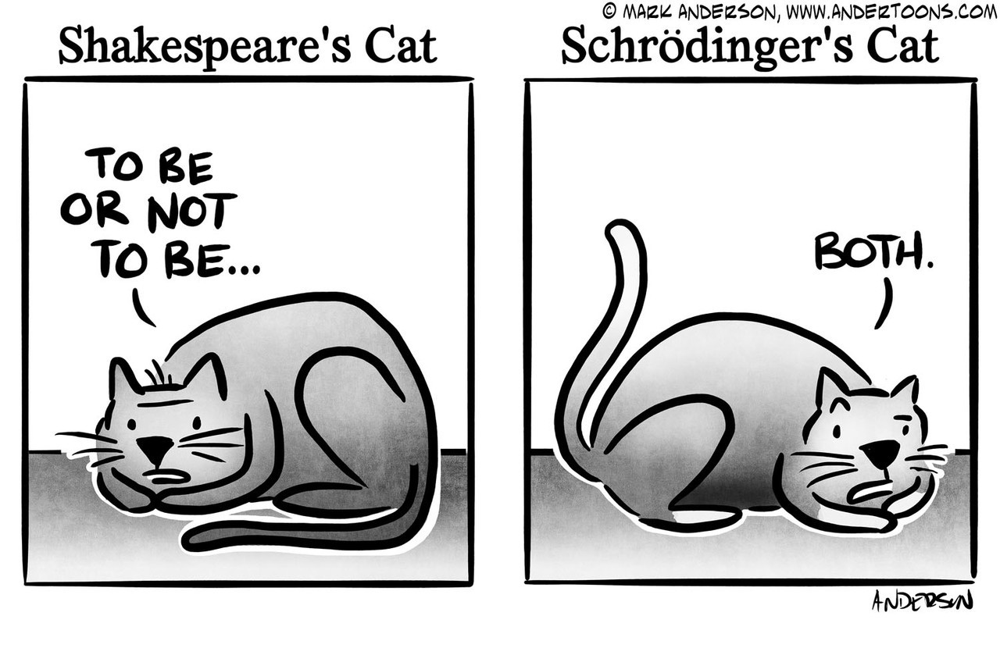 © MARK ANDERSON, WWW.ANDERTOONS.COM
Shakespeare's Cat
TO BE
OR NOT
TO BE...
Schrödinger's Cat
BOTH.
ANDERSON